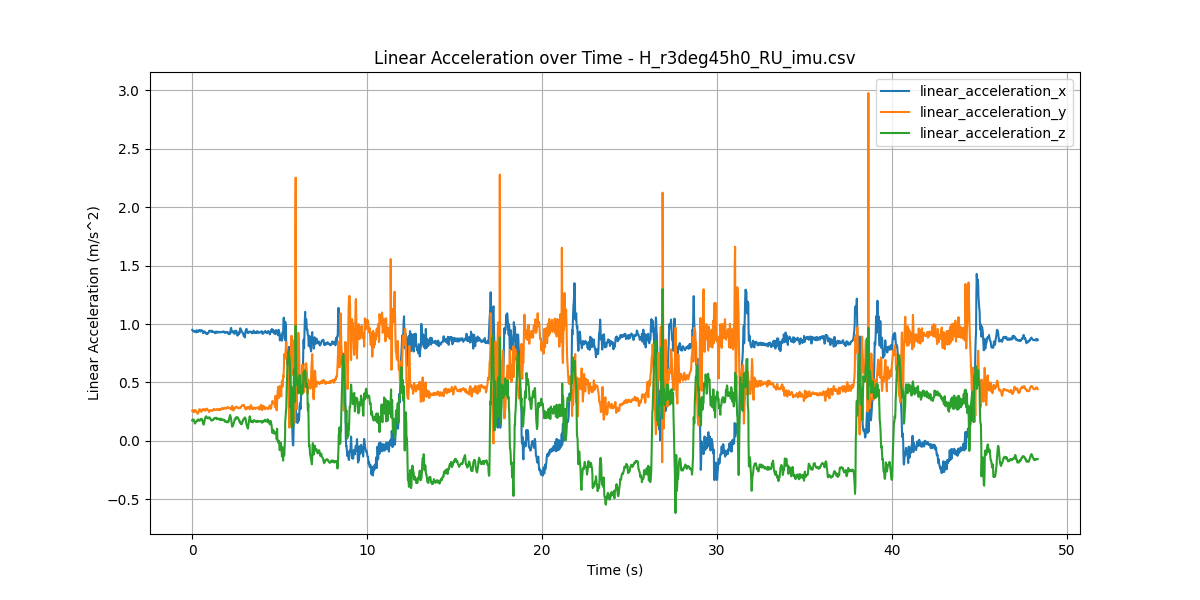 Linear Acceleration over Time - H_r3deg45h0_RU_imu.csv
linear_acceleration_x
linear_acceleration_y
linear_acceleration_z
Linear Acceleration (m/s^2)
3.0
2.5
2.0
1.5
1.0
0.5
0.0
−0.5
0
10
20
30
40
50
Time (s)